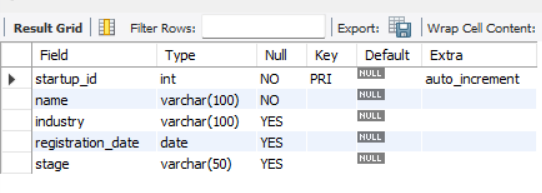 Result Grid Filter Rows: Export: Wrap Cell Content:
Field Type Null Key Default Extra
startup_id int NO PRI NULL auto_increment
name varchar(100) NO NULL
industry varchar(100) YES NULL
registration_date date YES NULL
stage varchar(50) YES NULL